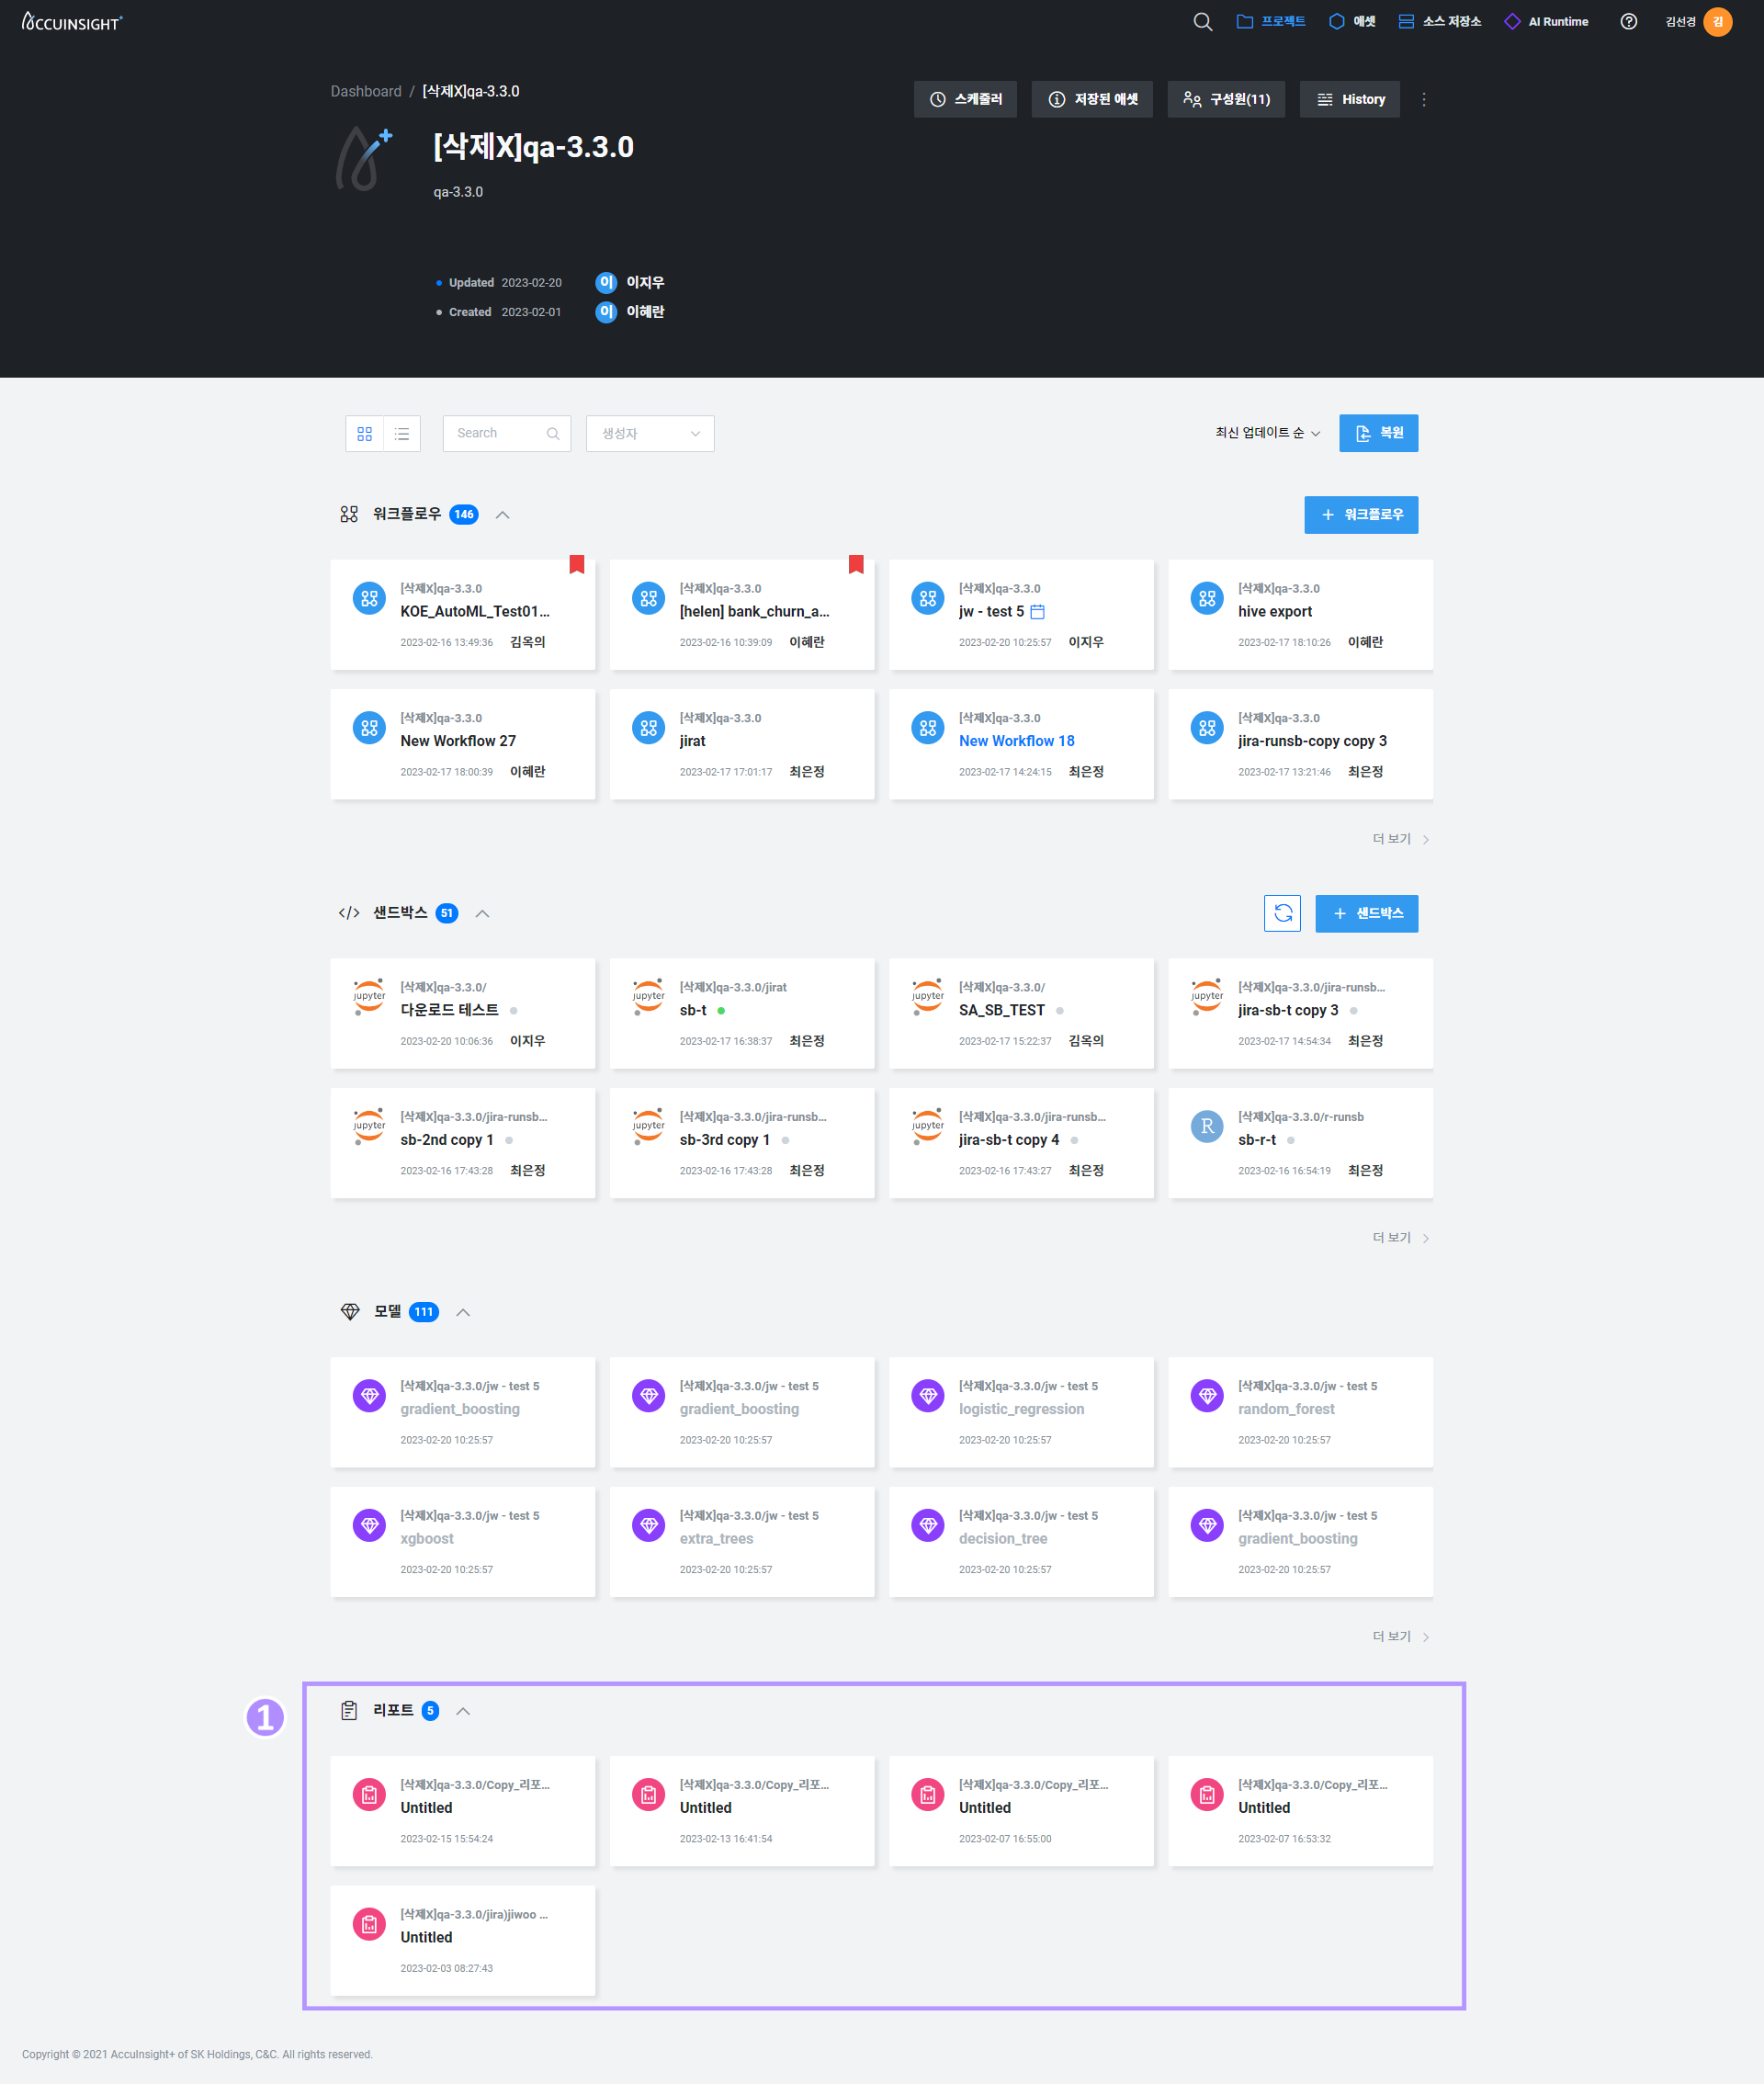 ACCUINSIGHT+
프로젝트 애셋 소스 저장소 AI Runtime 김선경 김
Dashboard / [삭제X]qa-3.3.0
스케줄러 저장된 애셋 구성원(11) History
[삭제X]qa-3.3.0
qa-3.3.0
Updated 2023-02-20 이 이지우
Created 2023-02-01 이 이혜란
Search 생성자 최신 업데이트 순 복원
워크플로우 146 + 워크플로우
[삭제X]qa-3.3.0 [삭제X]qa-3.3.0 [삭제X]qa-3.3.0 [삭제X]qa-3.3.0
KOE_AutoML_Test01... [helen] bank_churn_a... jw - test 5 hive export
2023-02-16 13:49:36 김옥의 2023-02-16 10:39:09 이혜란 2023-02-20 10:25:57 이지우 2023-02-17 18:10:26 이혜란
[삭제X]qa-3.3.0 [삭제X]qa-3.3.0 [삭제X]qa-3.3.0 [삭제X]qa-3.3.0
New Workflow 27 jirat New Workflow 18 jira-runsb-copy copy 3
2023-02-17 18:00:39 이혜란 2023-02-17 17:01:17 최은정 2023-02-17 14:24:15 최은정 2023-02-17 13:21:46 최은정
더 보기
</> 샌드박스 51 + 샌드박스
jupyter [삭제X]qa-3.3.0/ jupyter [삭제X]qa-3.3.0/jirat jupyter [삭제X]qa-3.3.0/ jupyter [삭제X]qa-3.3.0/jira-runsb...
다운로드 테스트 sb-t SA_SB_TEST jira-sb-t copy 3
2023-02-20 10:06:36 이지우 2023-02-17 16:38:37 최은정 2023-02-17 15:22:37 김옥의 2023-02-17 14:54:34 최은정
jupyter [삭제X]qa-3.3.0/jira-runsb... jupyter [삭제X]qa-3.3.0/jira-runsb... jupyter [삭제X]qa-3.3.0/jira-runsb... R [삭제X]qa-3.3.0/r-runsb
sb-2nd copy 1 sb-3rd copy 1 jira-sb-t copy 4 sb-r-t
2023-02-16 17:43:28 최은정 2023-02-16 17:43:28 최은정 2023-02-16 17:43:27 최은정 2023-02-16 16:54:19 최은정
더 보기
모델 111
[삭제X]qa-3.3.0/jw - test 5 [삭제X]qa-3.3.0/jw - test 5 [삭제X]qa-3.3.0/jw - test 5 [삭제X]qa-3.3.0/jw - test 5
gradient_boosting gradient_boosting logistic_regression random_forest
2023-02-20 10:25:57 2023-02-20 10:25:57 2023-02-20 10:25:57 2023-02-20 10:25:57
[삭제X]qa-3.3.0/jw - test 5 [삭제X]qa-3.3.0/jw - test 5 [삭제X]qa-3.3.0/jw - test 5 [삭제X]qa-3.3.0/jw - test 5
xgboost extra_trees decision_tree gradient_boosting
2023-02-20 10:25:57 2023-02-20 10:25:57 2023-02-20 10:25:57 2023-02-20 10:25:57
더 보기
1 리포트 5
[삭제X]qa-3.3.0/Copy_리포... [삭제X]qa-3.3.0/Copy_리포... [삭제X]qa-3.3.0/Copy_리포... [삭제X]qa-3.3.0/Copy_리포...
Untitled Untitled Untitled Untitled
2023-02-15 15:54:24 2023-02-13 16:41:54 2023-02-07 16:55:00 2023-02-07 16:53:32
[삭제X]qa-3.3.0/jira)jiwoo ...
Untitled
2023-02-03 08:27:43
Copyright © 2021 AccuInsight+ of SK Holdings, C&C. All rights reserved.